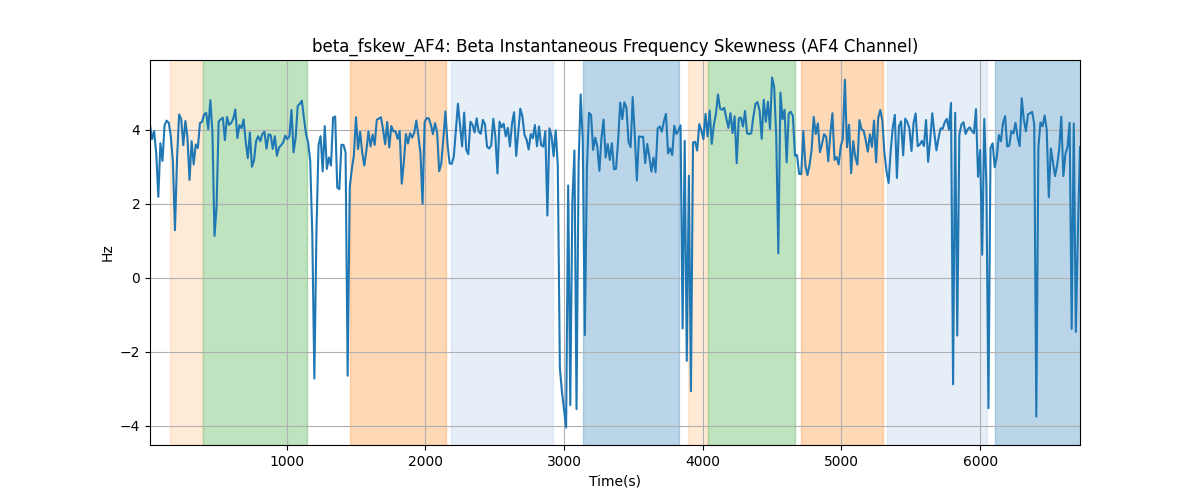 beta_fskew_AF4: Beta Instantaneous Frequency Skewness (AF4 Channel)
Hz
4
2
0
−2
−4
1000 2000 3000 4000 5000 6000
Time(s)